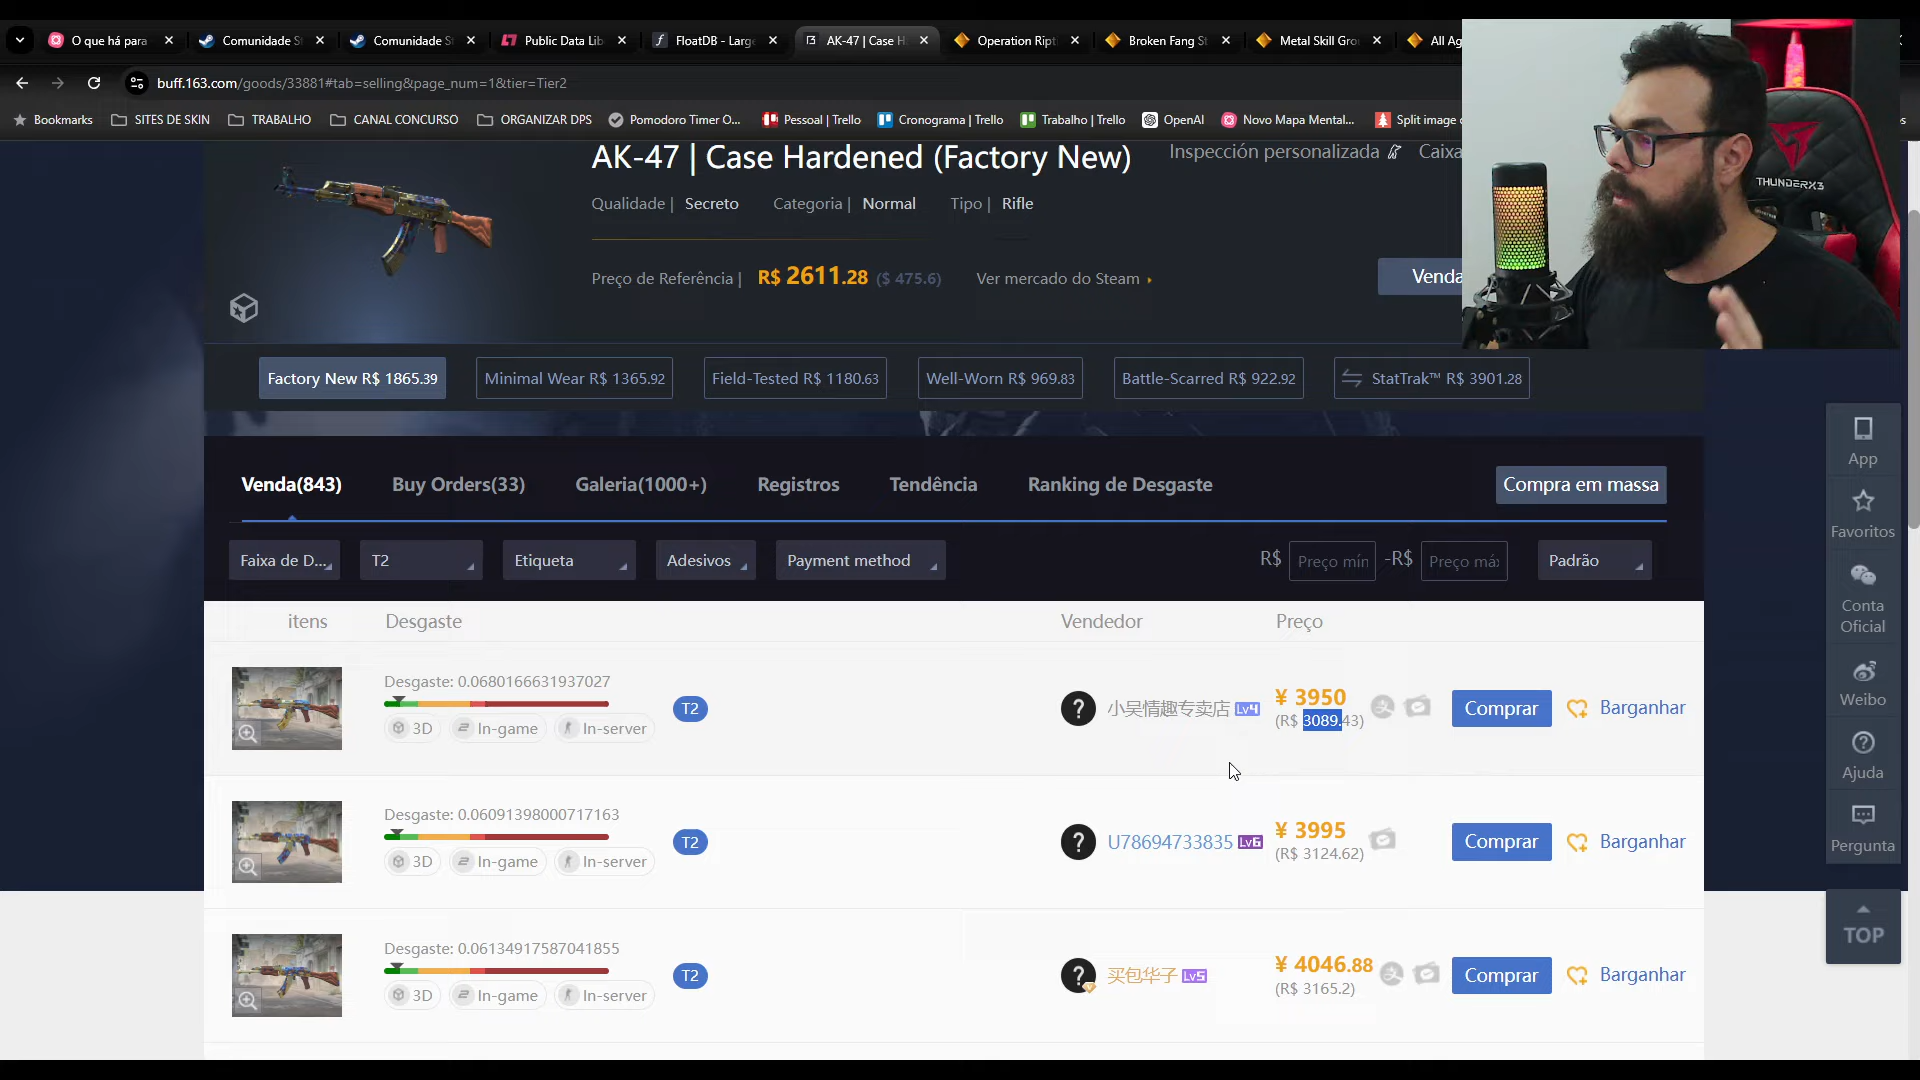 O que há para
Comunidade S
Comunidade S
Public Data Lib
FloatDB - Larg
AK-47 | Case H
Operation Ript
Broken Fang St
Metal Skill Gro
All Ag
buff.163.com/goods/33881#tab=selling&page_num=1&tier=Tier2
Bookmarks
SITES DE SKIN
TRABALHO
CANAL CONCURSO
ORGANIZAR DPS
Pomodoro Timer O...
Pessoal | Trello
Cronograma | Trello
Trabalho | Trello
OpenAI
Novo Mapa Mental...
Split image
AK-47 | Case Hardened (Factory New)
Inspección personalizada
Caixa
Qualidade | Secreto
Categoria | Normal
Tipo | Rifle
THUNDERX3
Preço de Referência | R$ 2611.28 ($ 475.6)
Ver mercado do Steam
Venda
Factory New R$ 1865.39
Minimal Wear R$ 1365.92
Field-Tested R$ 1180.63
Well-Worn R$ 969.83
Battle-Scarred R$ 922.92
StatTrak™ R$ 3901.28
Venda(843)
Buy Orders(33)
Galeria(1000+)
Registros
Tendência
Ranking de Desgaste
Compra em massa
Faixa de D...
T2
Etiqueta
Adesivos
Payment method
R$ Preço mín
-R$ Preço má
Padrão
itens
Desgaste
Vendedor
Preço
Desgaste: 0.0680166631937027
3D
In-game
In-server
T2
小吴情趣专卖店 Lv4
¥ 3950
(R$ 3089.43)
Comprar
Barganhar
Desgaste: 0.06091398000717163
3D
In-game
In-server
T2
U78694733835 Lv6
¥ 3995
(R$ 3124.62)
Comprar
Barganhar
Desgaste: 0.06134917587041855
3D
In-game
In-server
T2
买包华子 Lv5
¥ 4046.88
(R$ 3165.2)
Comprar
Barganhar
App
Favoritos
Conta
Oficial
Weibo
Ajuda
Pergunta
TOP